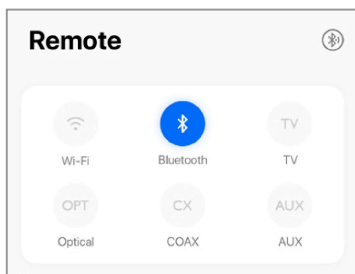 Remote
TV
Wi-Fi Bluetooth TV
OPT CX AUX
Optical COAX AUX